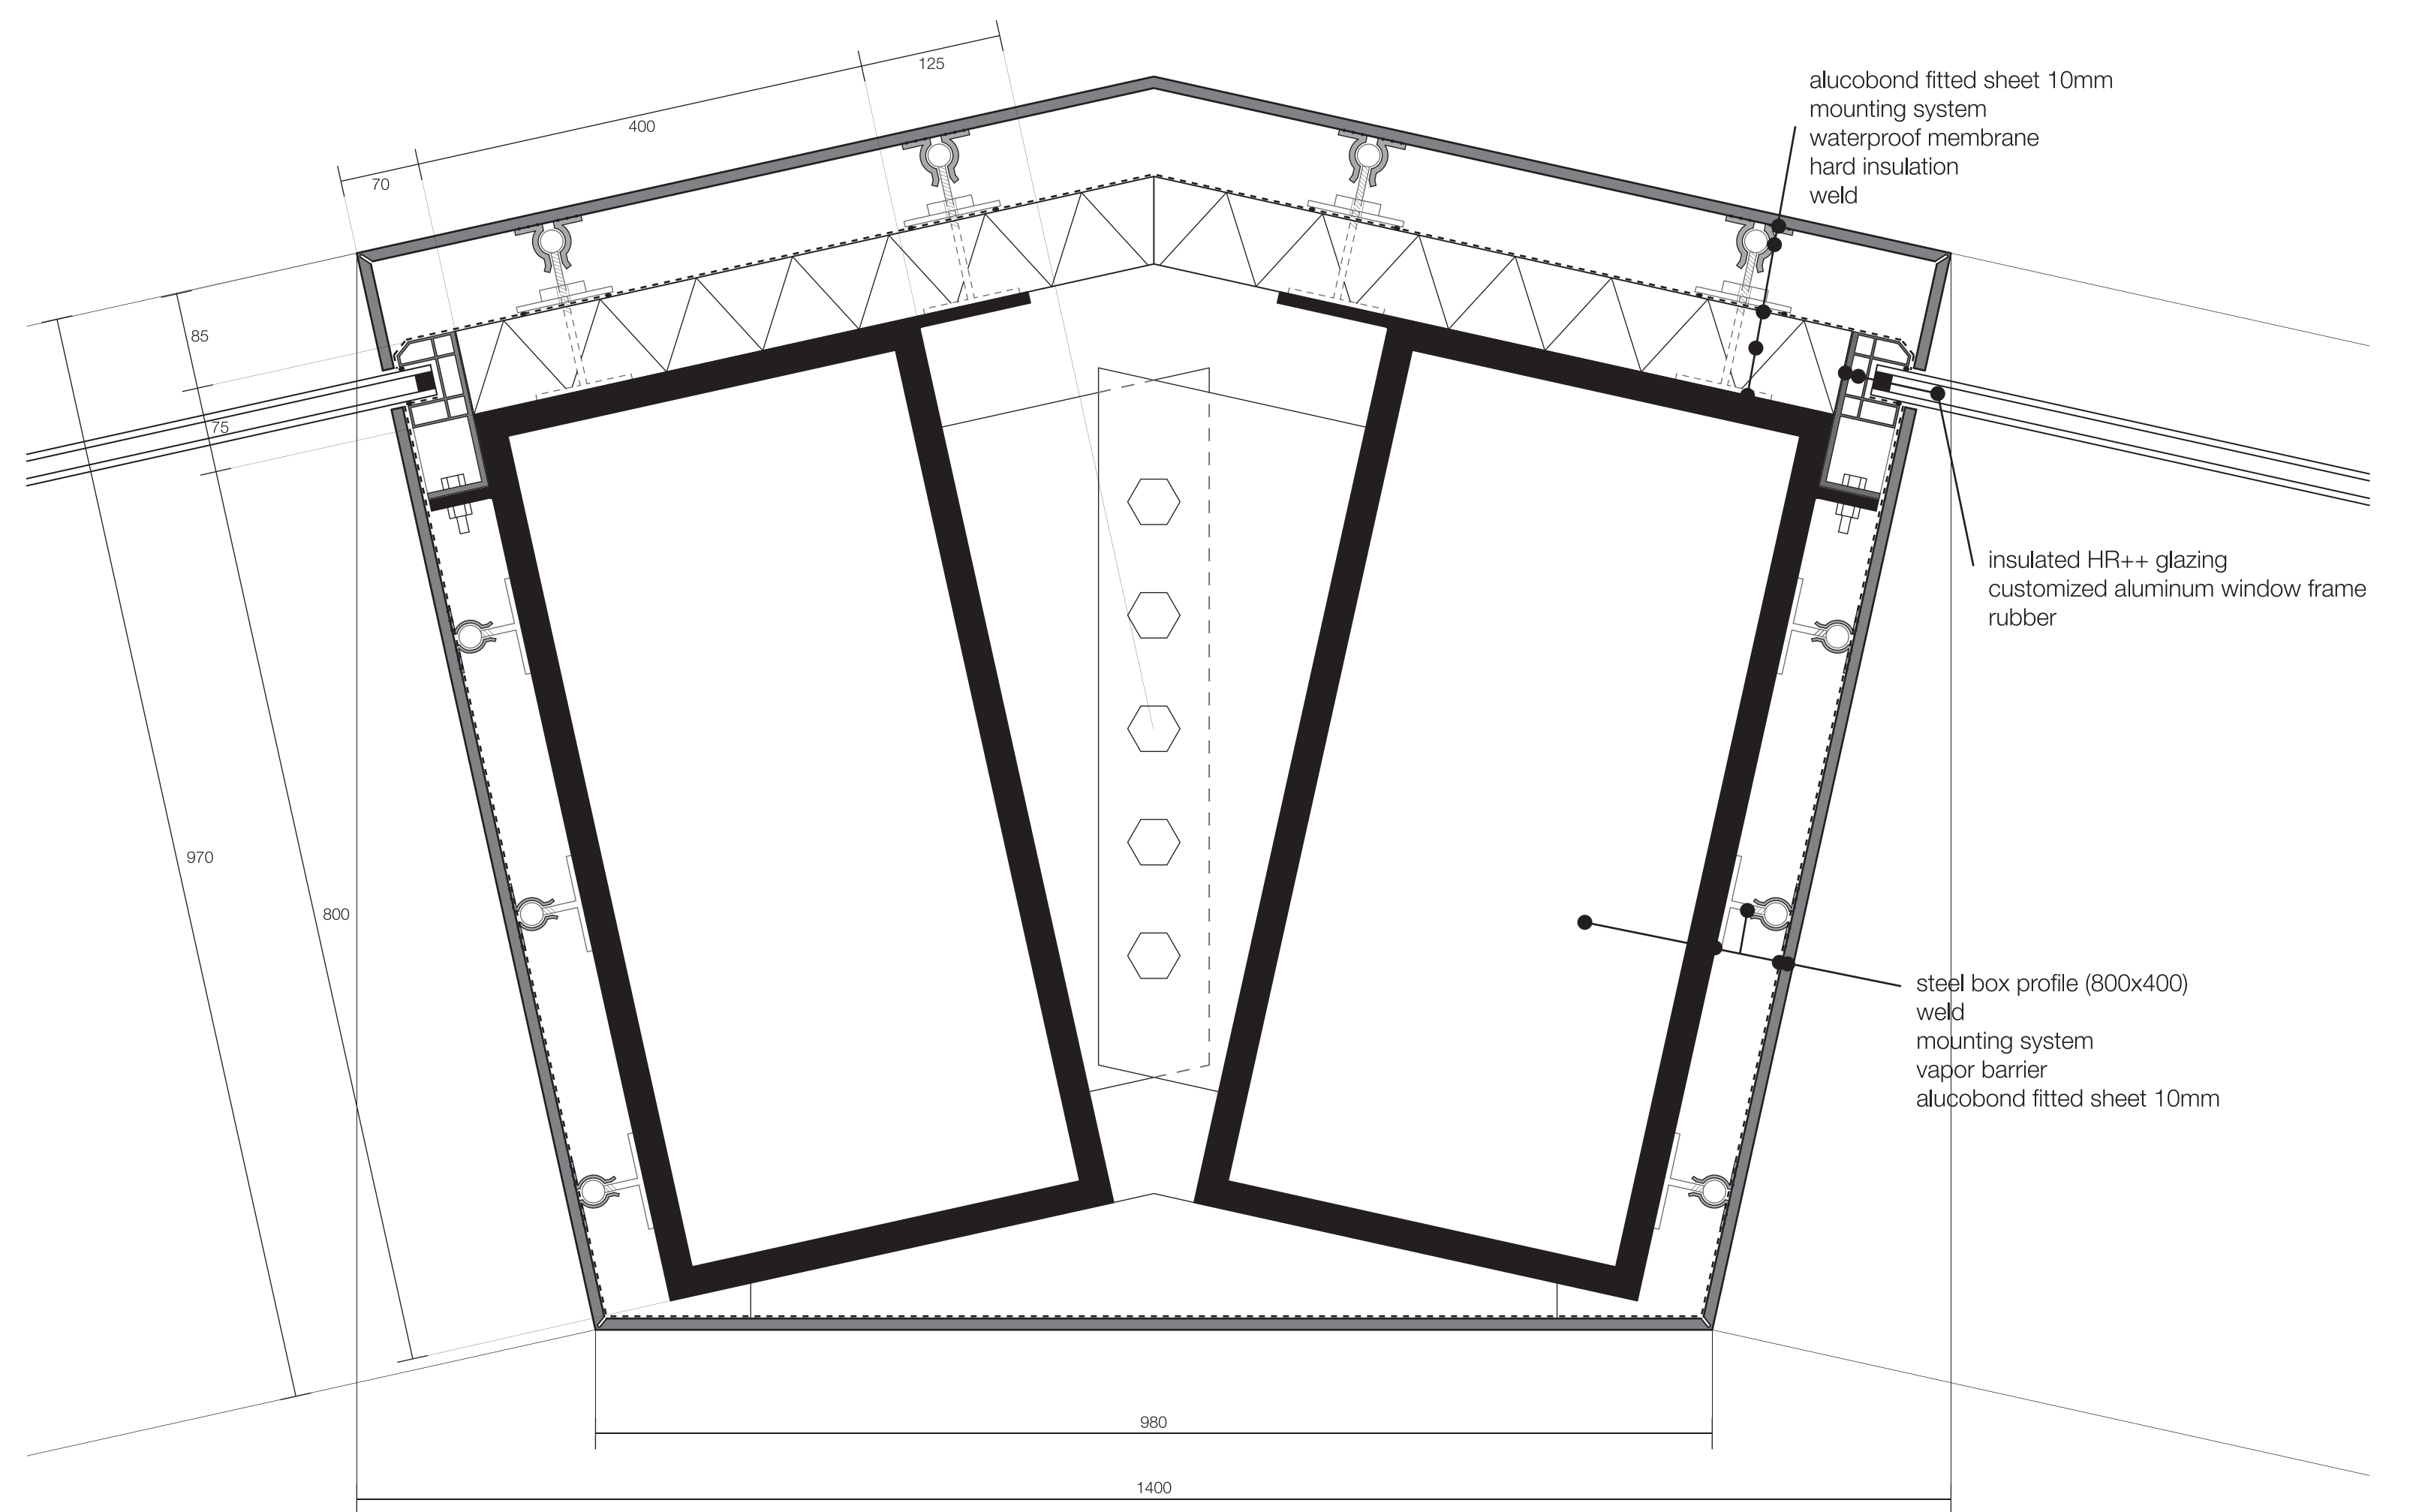 125
400
70
alucobond fitted sheet 10mm
mounting system
waterproof membrane
hard insulation
weld
85
75
insulated HR++ glazing
customized aluminum window frame
rubber
970
800
steel box profile (800x400)
weld
mounting system
vapor barrier
alucobond fitted sheet 10mm
980
1400